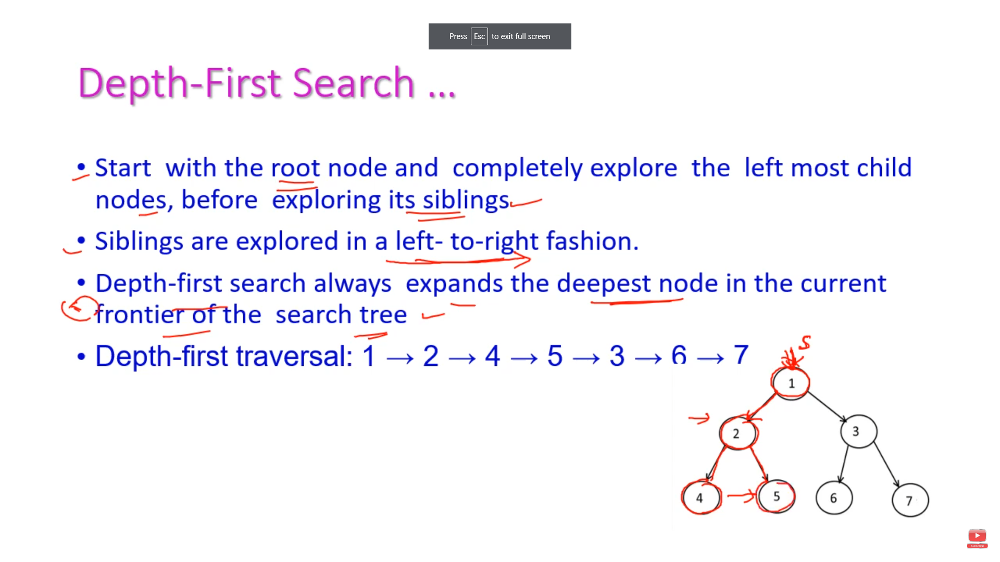 Press Esc to exit full screen
Depth-First Search ...
• Start with the root node and completely explore the left most child
nodes, before exploring its siblings
• Siblings are explored in a left- to-right fashion.
• Depth-first search always expands the deepest node in the current
frontier of the search tree
• Depth-first traversal: 1 → 2 → 4 → 5 → 3 → 6 → 7
S
1
2
3
4
5
6
7
Subscribe